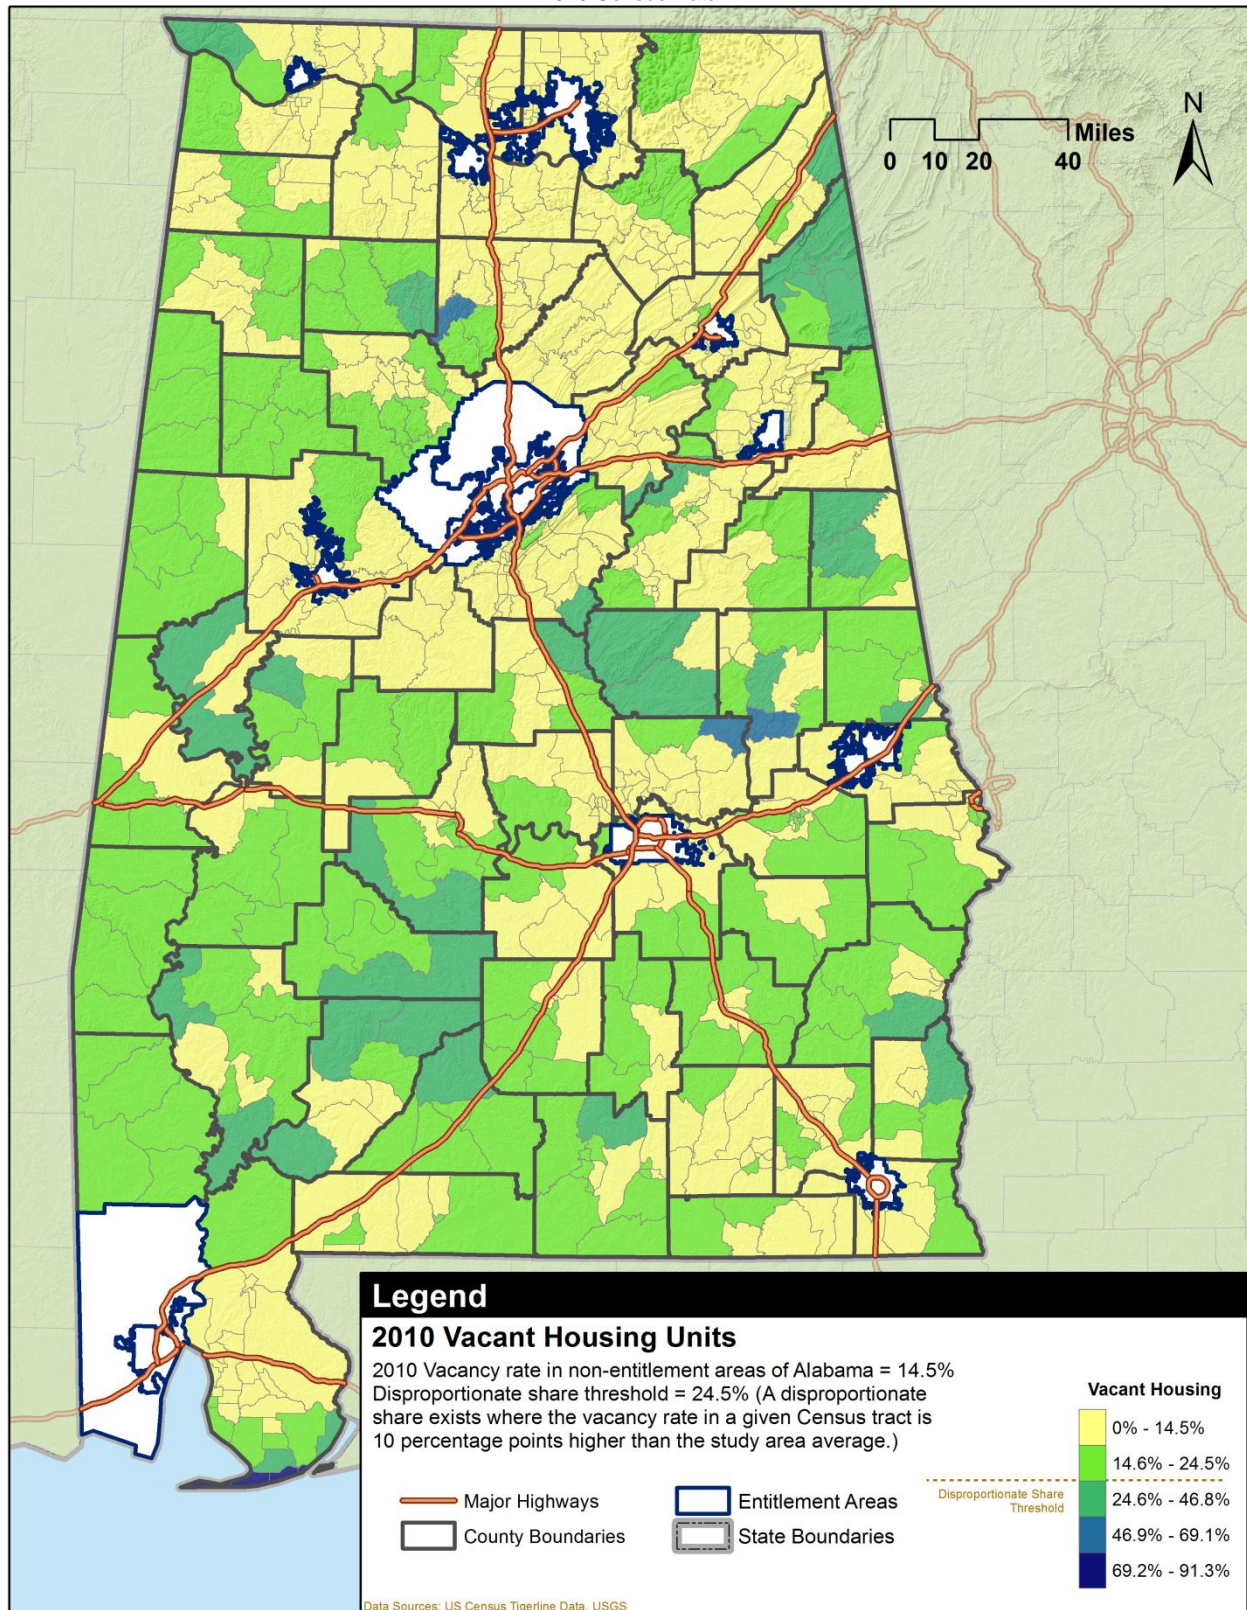 N
Miles
0 10 20 40
Legend
2010 Vacant Housing Units
2010 Vacancy rate in non-entitlement areas of Alabama = 14.5%
Disproportionate share threshold = 24.5% (A disproportionate
share exists where the vacancy rate in a given Census tract is
10 percentage points higher than the study area average.)
Major Highways
County Boundaries
Entitlement Areas
State Boundaries
Vacant Housing
0% - 14.5%
14.6% - 24.5%
Disproportionate Share
Threshold
24.6% - 46.8%
46.9% - 69.1%
69.2% - 91.3%
Data Sources: US Census Tigerline Data, USGS